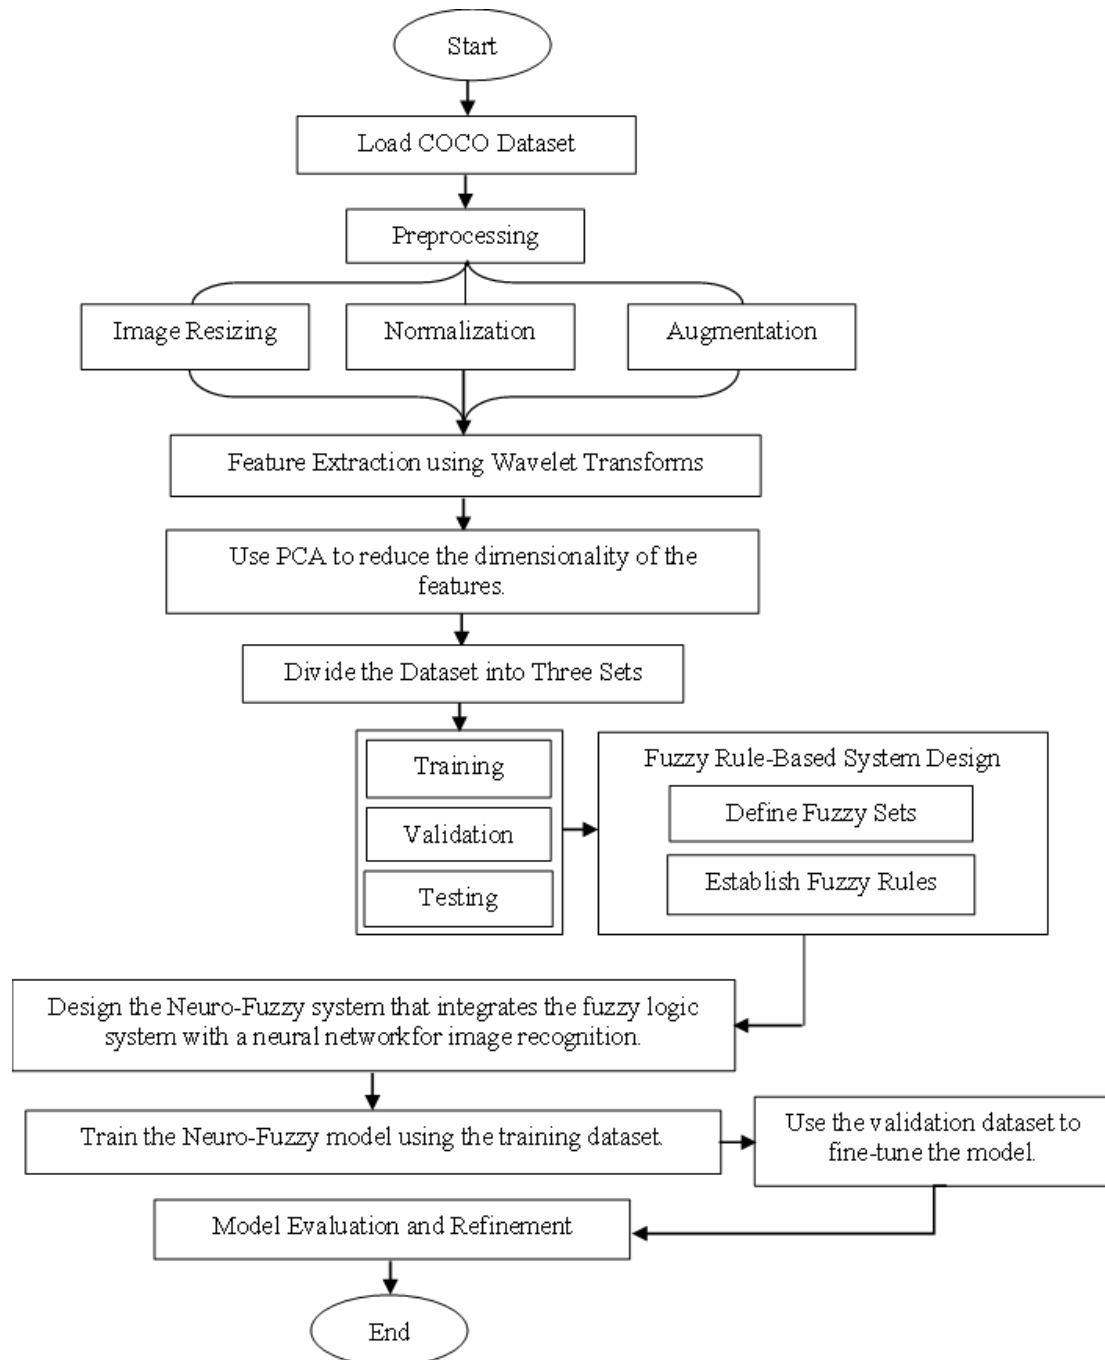 Start
Load COCO Dataset
Preprocessing
Image Resizing
Normalization
Augmentation
Feature Extraction using Wavelet Transforms
Use PCA to reduce the dimensionality of the
features.
Divide the Dataset into Three Sets
Training
Validation
Testing
Fuzzy Rule-Based System Design
Define Fuzzy Sets
Establish Fuzzy Rules
Design the Neuro-Fuzzy system that integrates the fuzzy logic
system with a neural network for image recognition.
Train the Neuro-Fuzzy model using the training dataset.
Use the validation dataset to
fine-tune the model.
Model Evaluation and Refinement
End